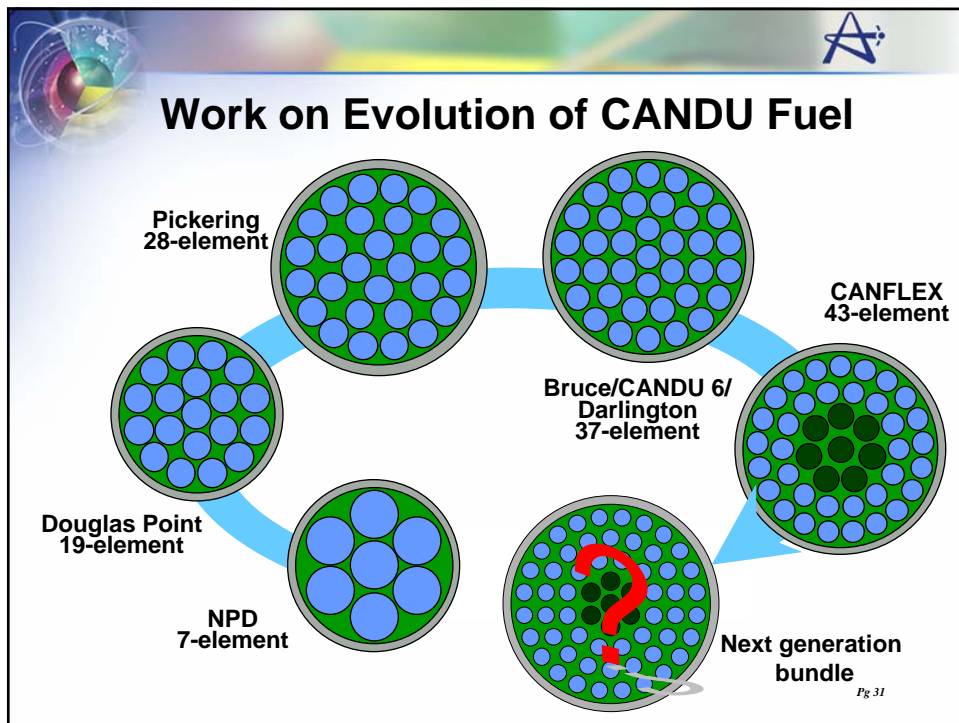 Work on Evolution of CANDU Fuel
Pickering
28-element
CANFLEX
43-element
Bruce/CANDU 6/
Darlington
37-element
Douglas Point
19-element
NPD
7-element
?
Next generation
bundle
Pg 31